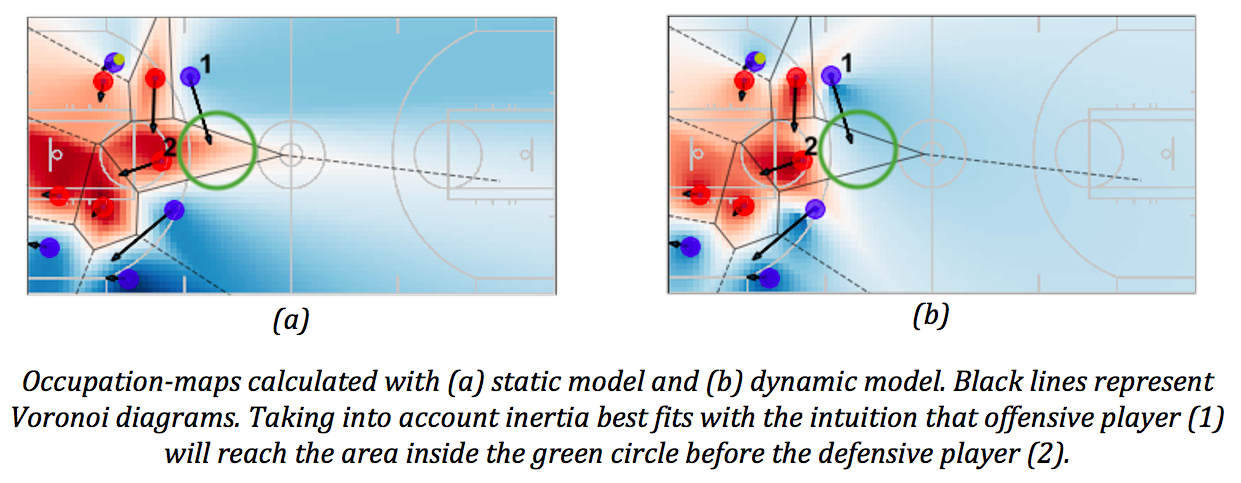 1
2
1
2
(a)
(b)
Occupation-maps calculated with (a) static model and (b) dynamic model. Black lines represent
Voronoi diagrams. Taking into account inertia best fits with the intuition that offensive player (1)
will reach the area inside the green circle before the defensive player (2).